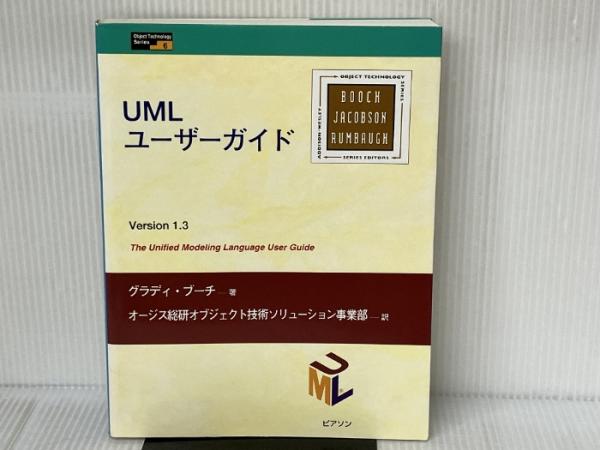 Object Technology
Series 6
UML
ユーザーガイド
OBJECT TECHNOLOGY
SERIES
ADDISON-WESLEY
BOOCH
JACOBSON
RUMBAUGH
SERIES EDITORS
Version 1.3
The Unified Modeling Language User Guide
グラディ・ブーチ—著
オージス総研オブジェクト技術ソリューション事業部—訳
UML
ピアソン